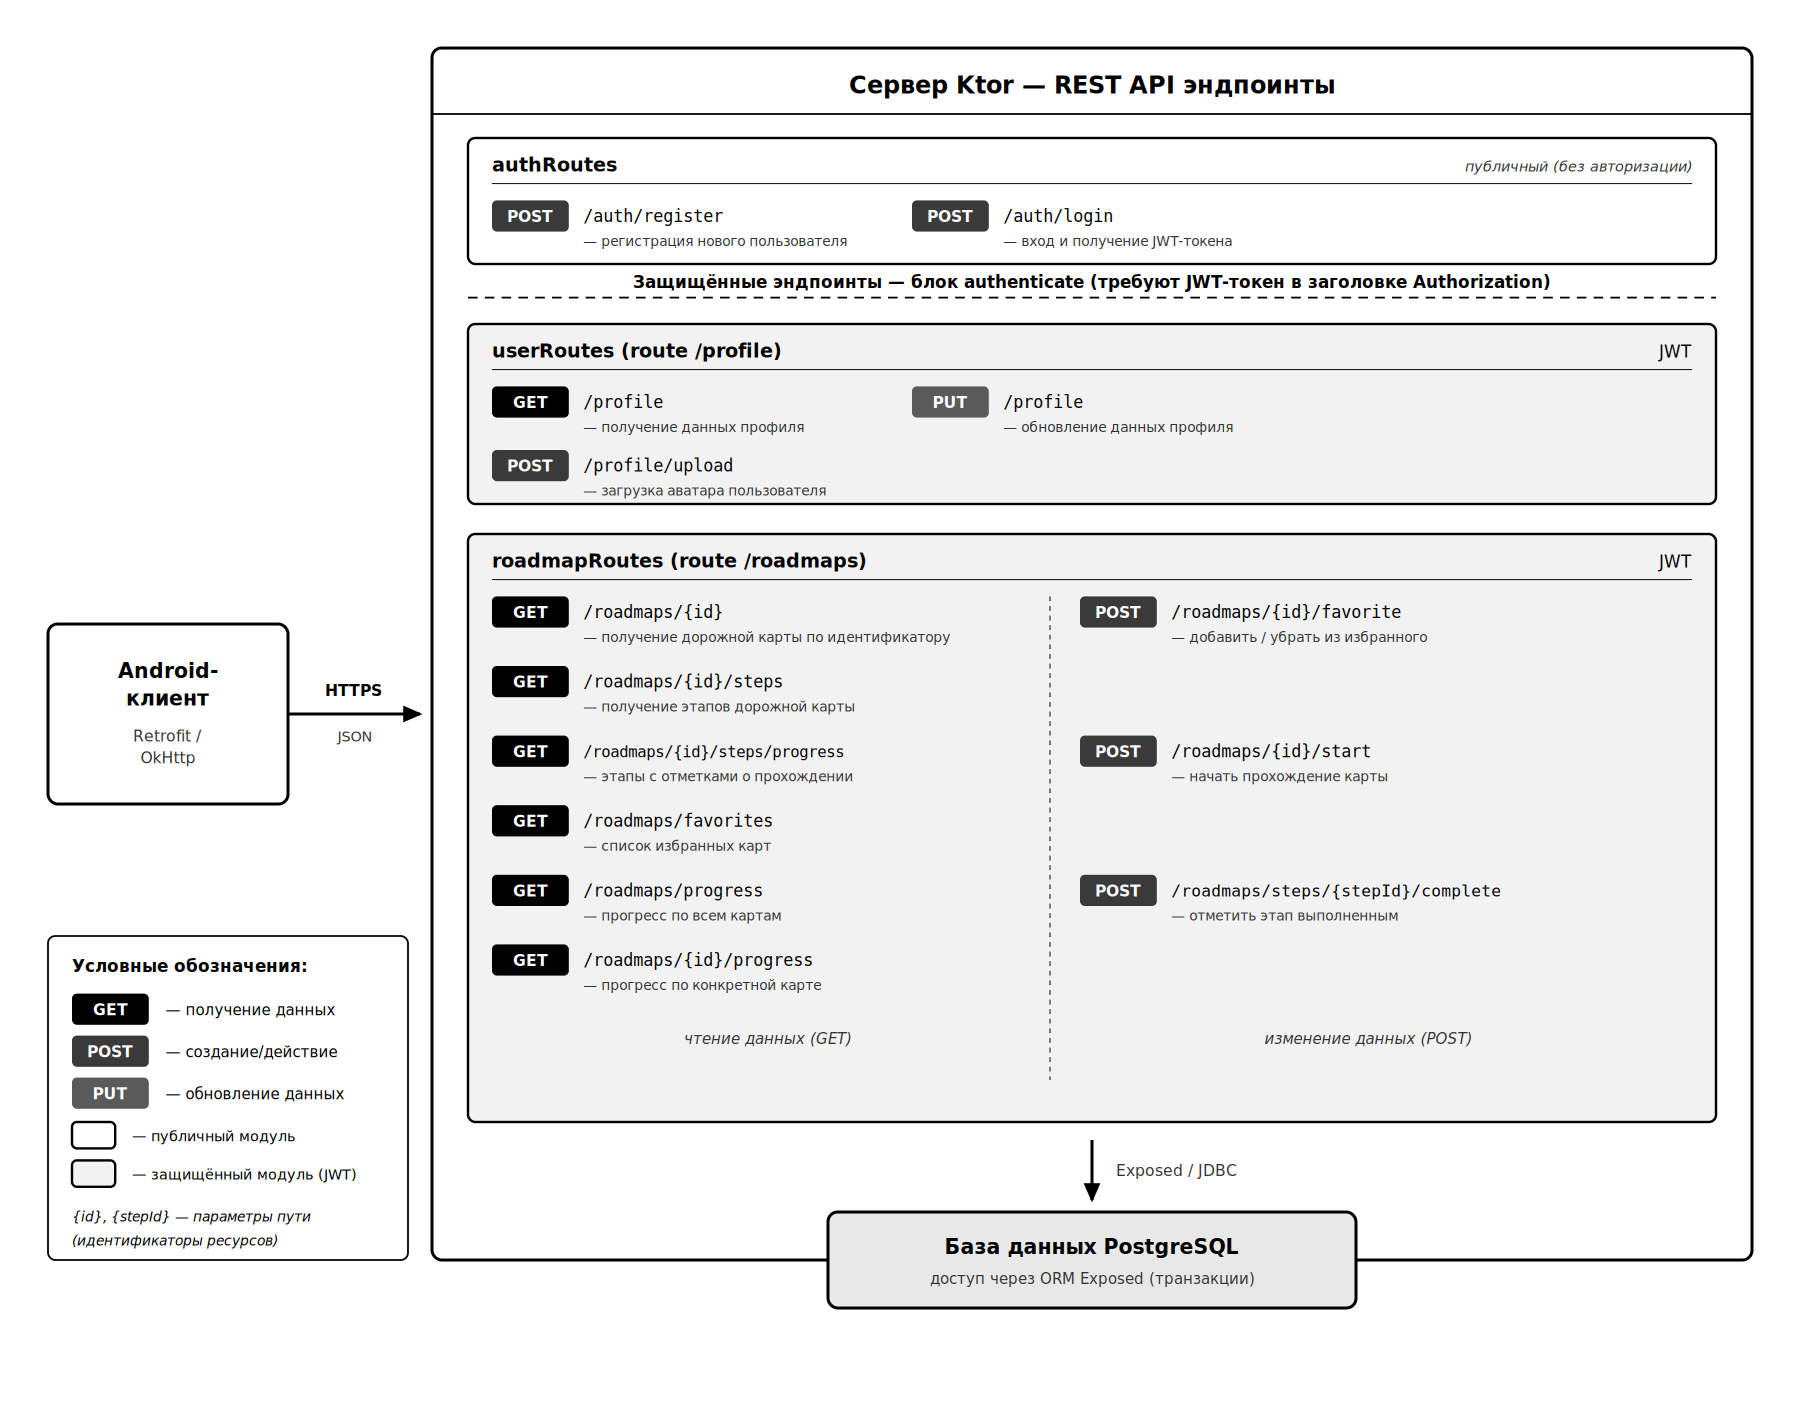 Сервер Ktor — REST API эндпоинты
authRoutes
публичный (без авторизации)
POST /auth/register
— регистрация нового пользователя
POST /auth/login
— вход и получение JWT-токена
Защищённые эндпоинты — блок authenticate (требуют JWT-токен в заголовке Authorization)
userRoutes (route /profile)
JWT
GET /profile
— получение данных профиля
PUT /profile
— обновление данных профиля
POST /profile/upload
— загрузка аватара пользователя
roadmapRoutes (route /roadmaps)
JWT
GET /roadmaps/{id}
— получение дорожной карты по идентификатору
GET /roadmaps/{id}/steps
— получение этапов дорожной карты
GET /roadmaps/{id}/steps/progress
— этапы с отметками о прохождении
GET /roadmaps/favorites
— список избранных карт
GET /roadmaps/progress
— прогресс по всем картам
GET /roadmaps/{id}/progress
— прогресс по конкретной карте
чтение данных (GET)
POST /roadmaps/{id}/favorite
— добавить / убрать из избранного
POST /roadmaps/{id}/start
— начать прохождение карты
POST /roadmaps/steps/{stepId}/complete
— отметить этап выполненным
изменение данных (POST)
Android-
клиент
Retrofit /
OkHttp
HTTPS
JSON
Условные обозначения:
GET — получение данных
POST — создание/действие
PUT — обновление данных
— публичный модуль
— защищённый модуль (JWT)
{id}, {stepId} — параметры пути
(идентификаторы ресурсов)
Exposed / JDBC
База данных PostgreSQL
доступ через ORM Exposed (транзакции)